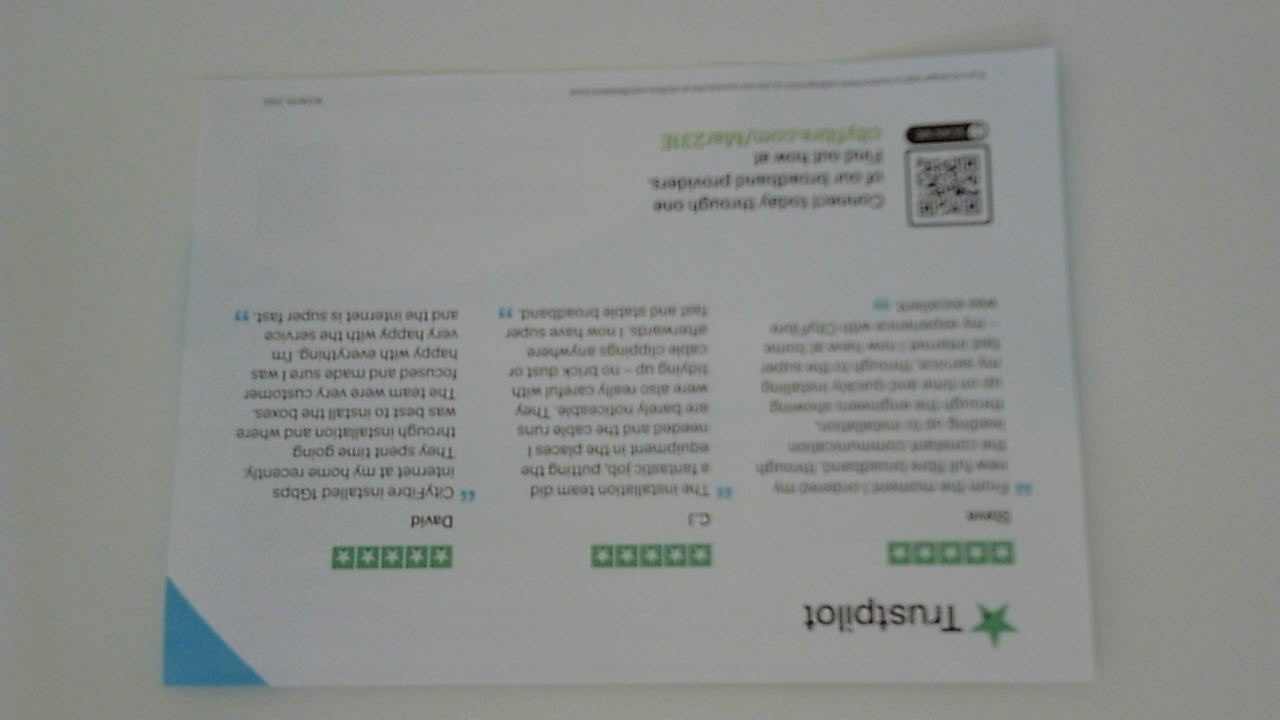 Trustpilot
Steve
“ From the moment I ordered my
new full fibre broadband, through
the constant communication
leading up to installation,
through the engineers showing
up on time and quickly installing
my service, through to the super
fast internet I now have at home
– my experience with CityFibre
was excellent. ”
CJ
“ The installation team did
a fantastic job, putting the
equipment in the places I
needed and the cable runs
are barely noticeable. They
were also really careful with
tidying up – no brick dust or
cable clippings anywhere
afterwards. I now have super
fast and stable broadband. ”
David
“ CityFibre installed 1Gbps
internet at my home recently.
They spent time going
through installation and where
was best to install the boxes.
The team were very customer
focused and made sure I was
happy with everything. I'm
very happy with the service
and the internet is super fast. ”
Connect today through one
of our broadband providers.
Find out how at
cityfibre.com/Mar231E